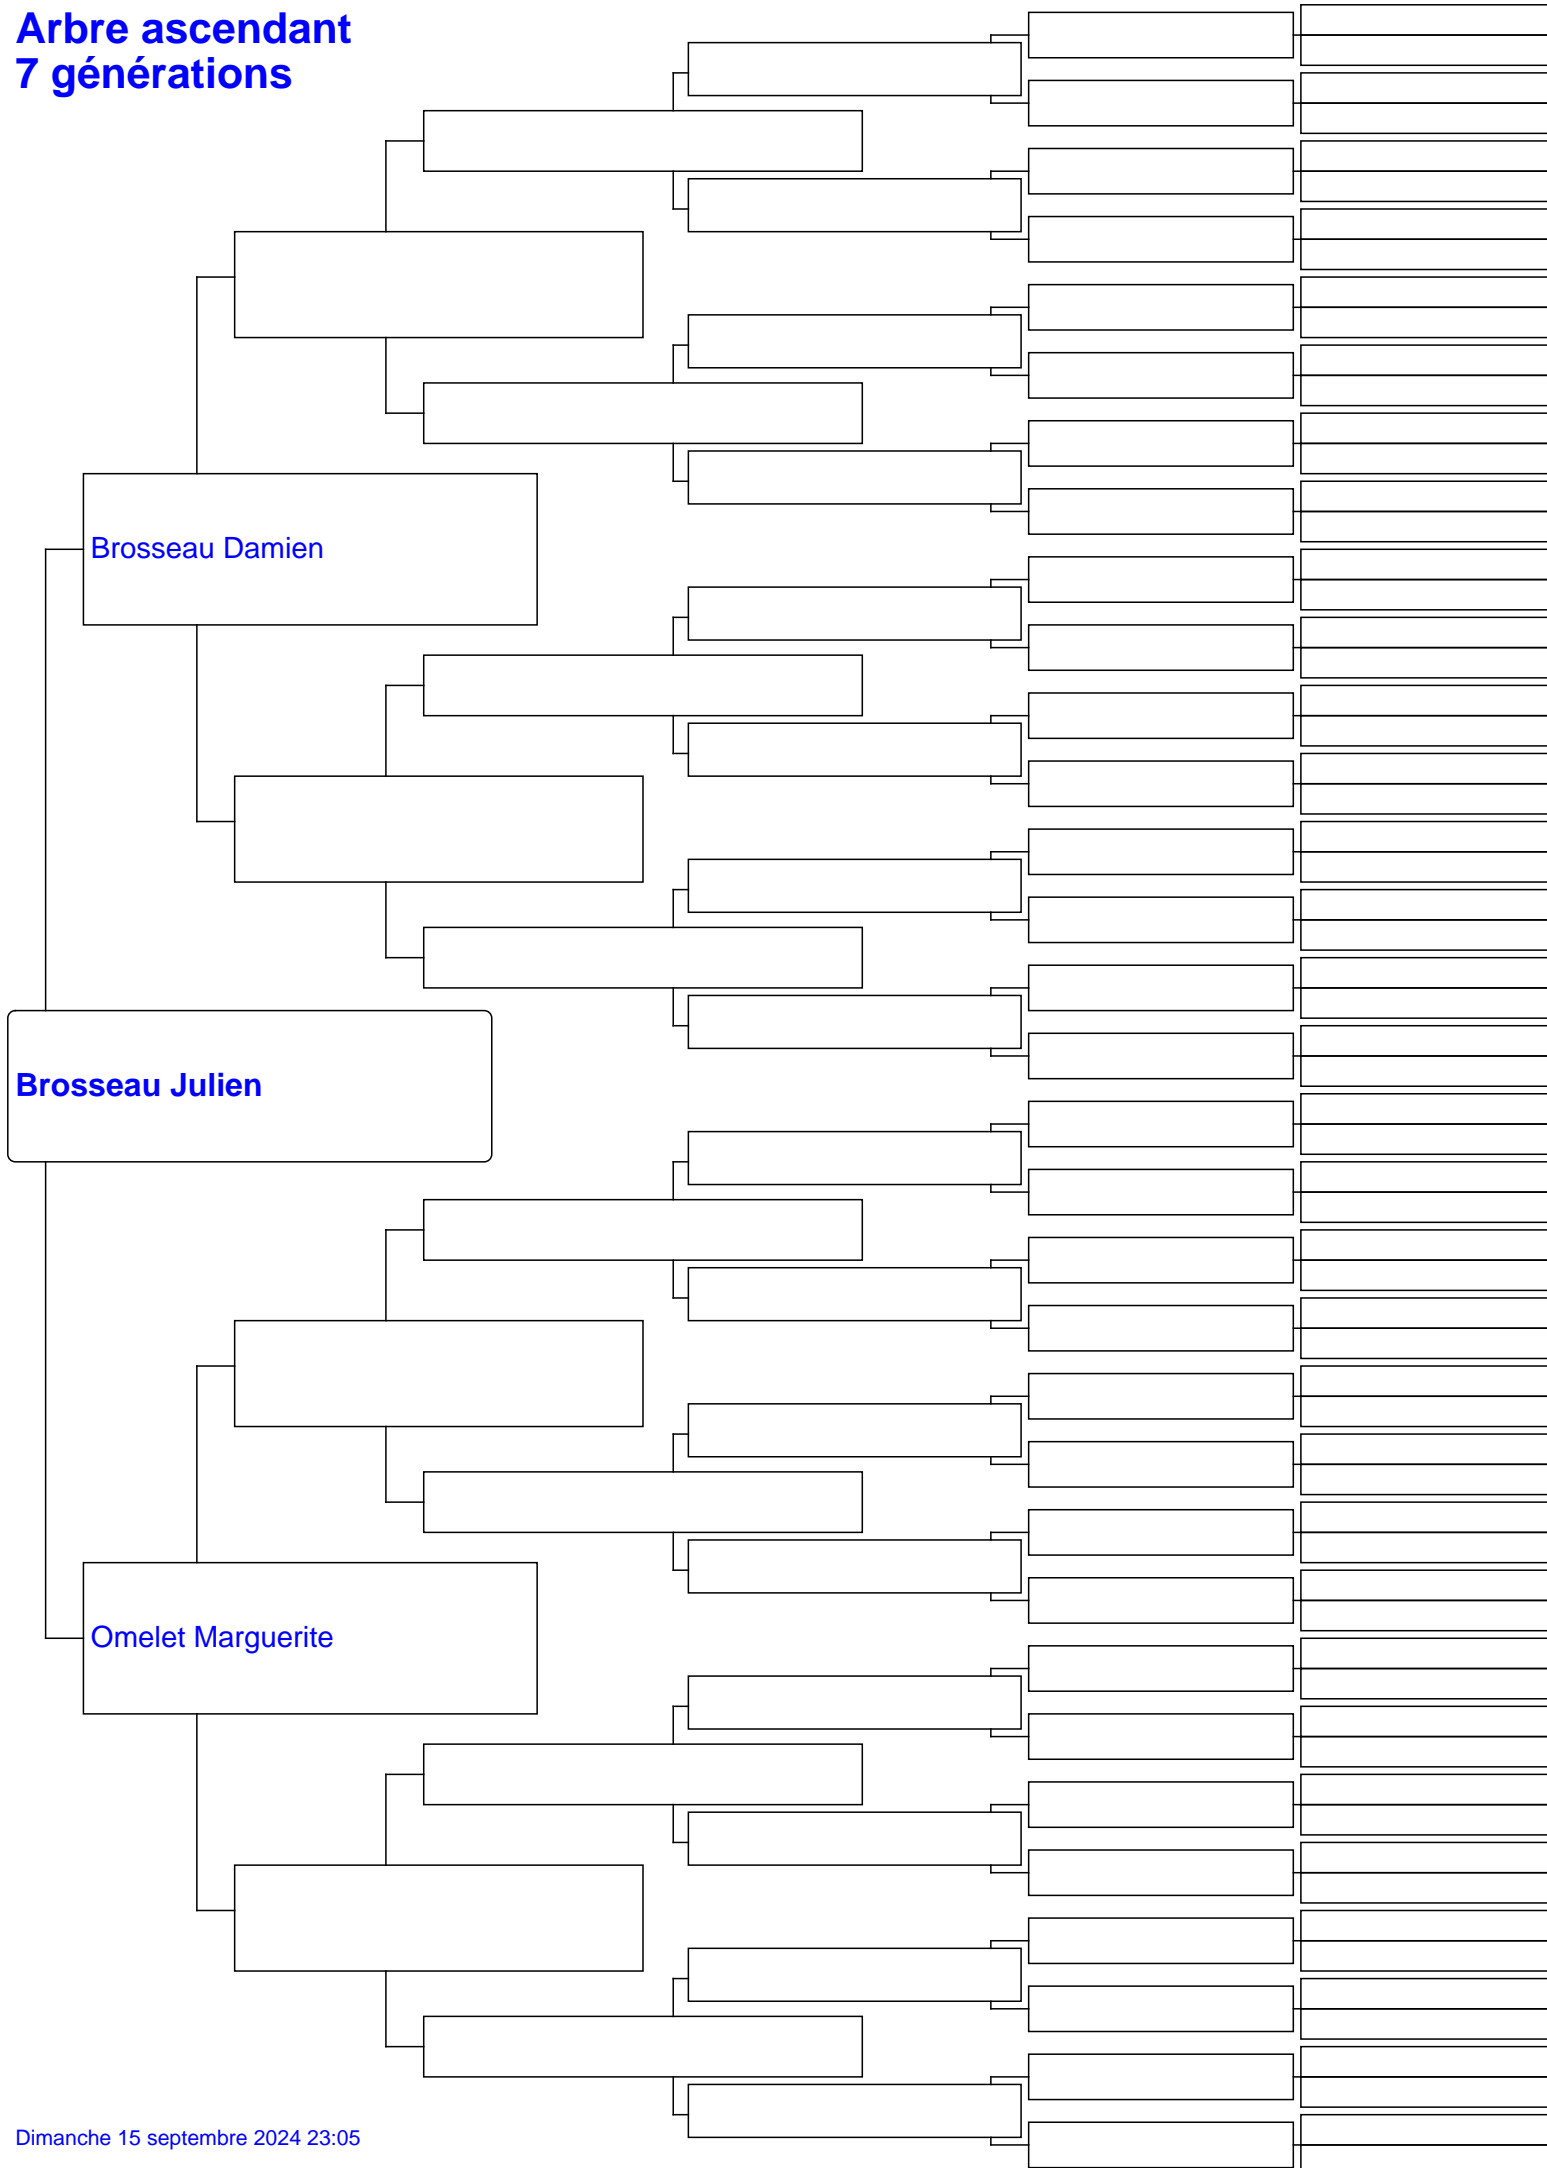 Arbre ascendant
7 générations
Brosseau Damien
Brosseau Julien
Omelet Marguerite
Dimanche 15 septembre 2024 23:05